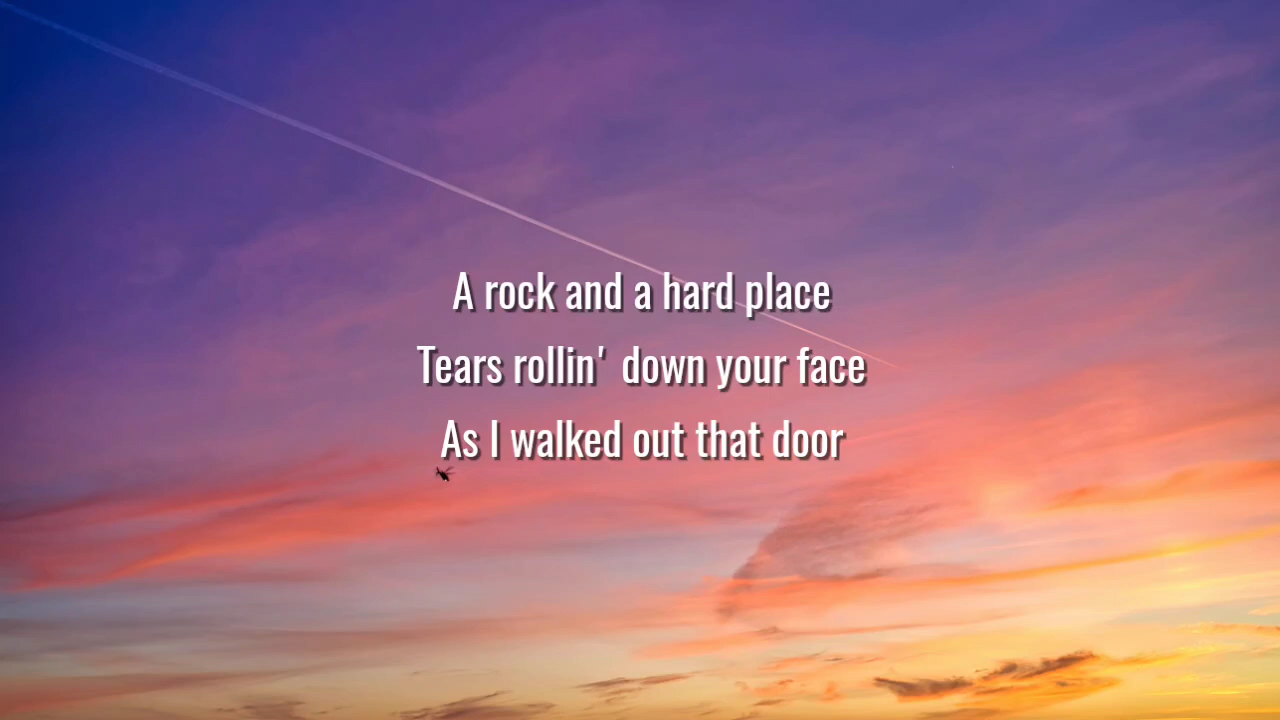 A rock and a hard place
Tears rollin' down your face
As I walked out that door